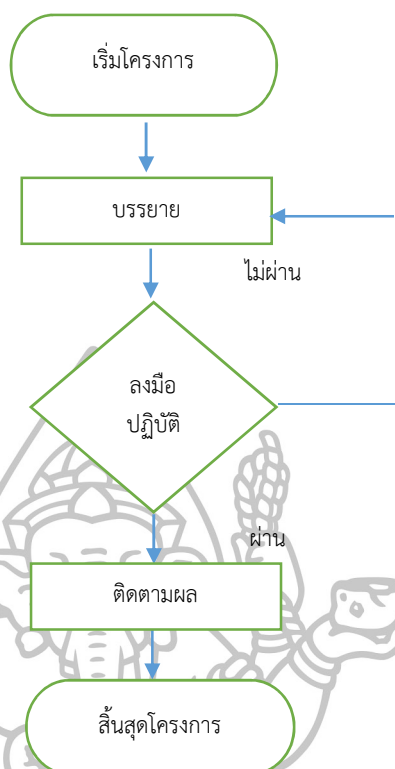 เริ่มโครงการ
บรรยาย
ไม่ผ่าน
ลงมือ
ปฏิบัติ
ผ่าน
ติดตามผล
สิ้นสุดโครงการ